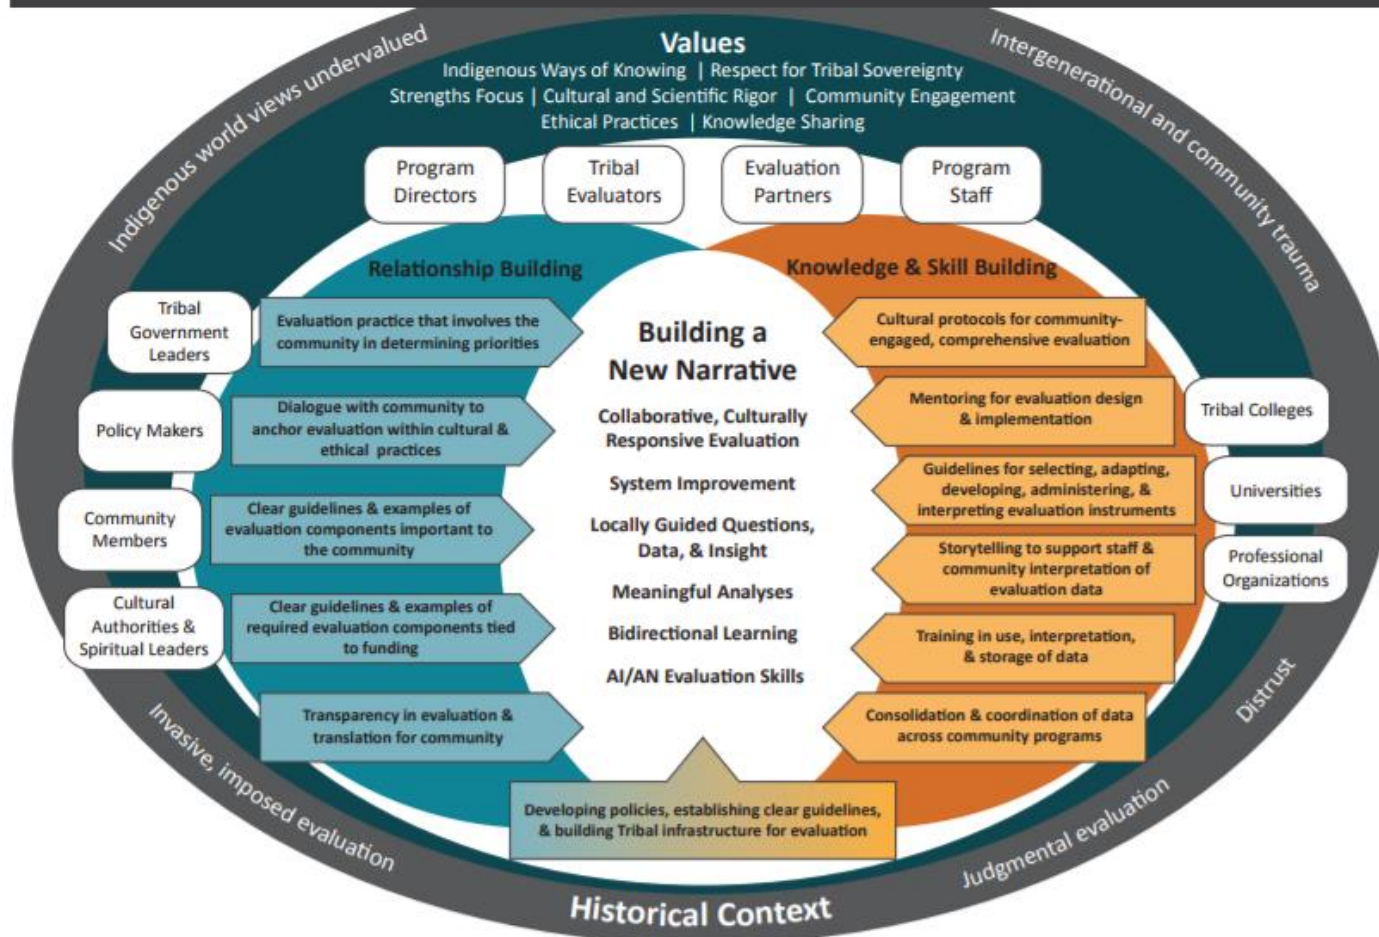 Indigenous world views undervalued
Intergenerational and community trauma
Values
Indigenous Ways of Knowing | Respect for Tribal Sovereignty
Strengths Focus | Cultural and Scientific Rigor | Community Engagement
Ethical Practices | Knowledge Sharing
Program
Directors
Tribal
Evaluators
Evaluation
Partners
Program
Staff
Relationship Building
Tribal
Government
Leaders
Policy Makers
Community
Members
Cultural
Authorities &
Spiritual Leaders
Evaluation practice that involves the
community in determining priorities
Dialogue with community to
anchor evaluation within cultural &
ethical practices
Clear guidelines & examples of
evaluation components important to
the community
Clear guidelines & examples of
required evaluation components tied
to funding
Transparency in evaluation &
translation for community
Building a
New Narrative
Collaborative, Culturally
Responsive Evaluation
System Improvement
Locally Guided Questions,
Data, & Insight
Meaningful Analyses
Bidirectional Learning
AI/AN Evaluation Skills
Knowledge & Skill Building
Cultural protocols for community-
engaged, comprehensive evaluation
Mentoring for evaluation design
& implementation
Guidelines for selecting, adapting,
developing, administering, &
interpreting evaluation instruments
Storytelling to support staff &
community interpretation of
evaluation data
Training in use, interpretation,
& storage of data
Consolidation & coordination of data
across community programs
Tribal Colleges
Universities
Professional
Organizations
Developing policies, establishing clear guidelines,
& building Tribal infrastructure for evaluation
Invasive, imposed evaluation
Historical Context
Judgmental evaluation
Distrust